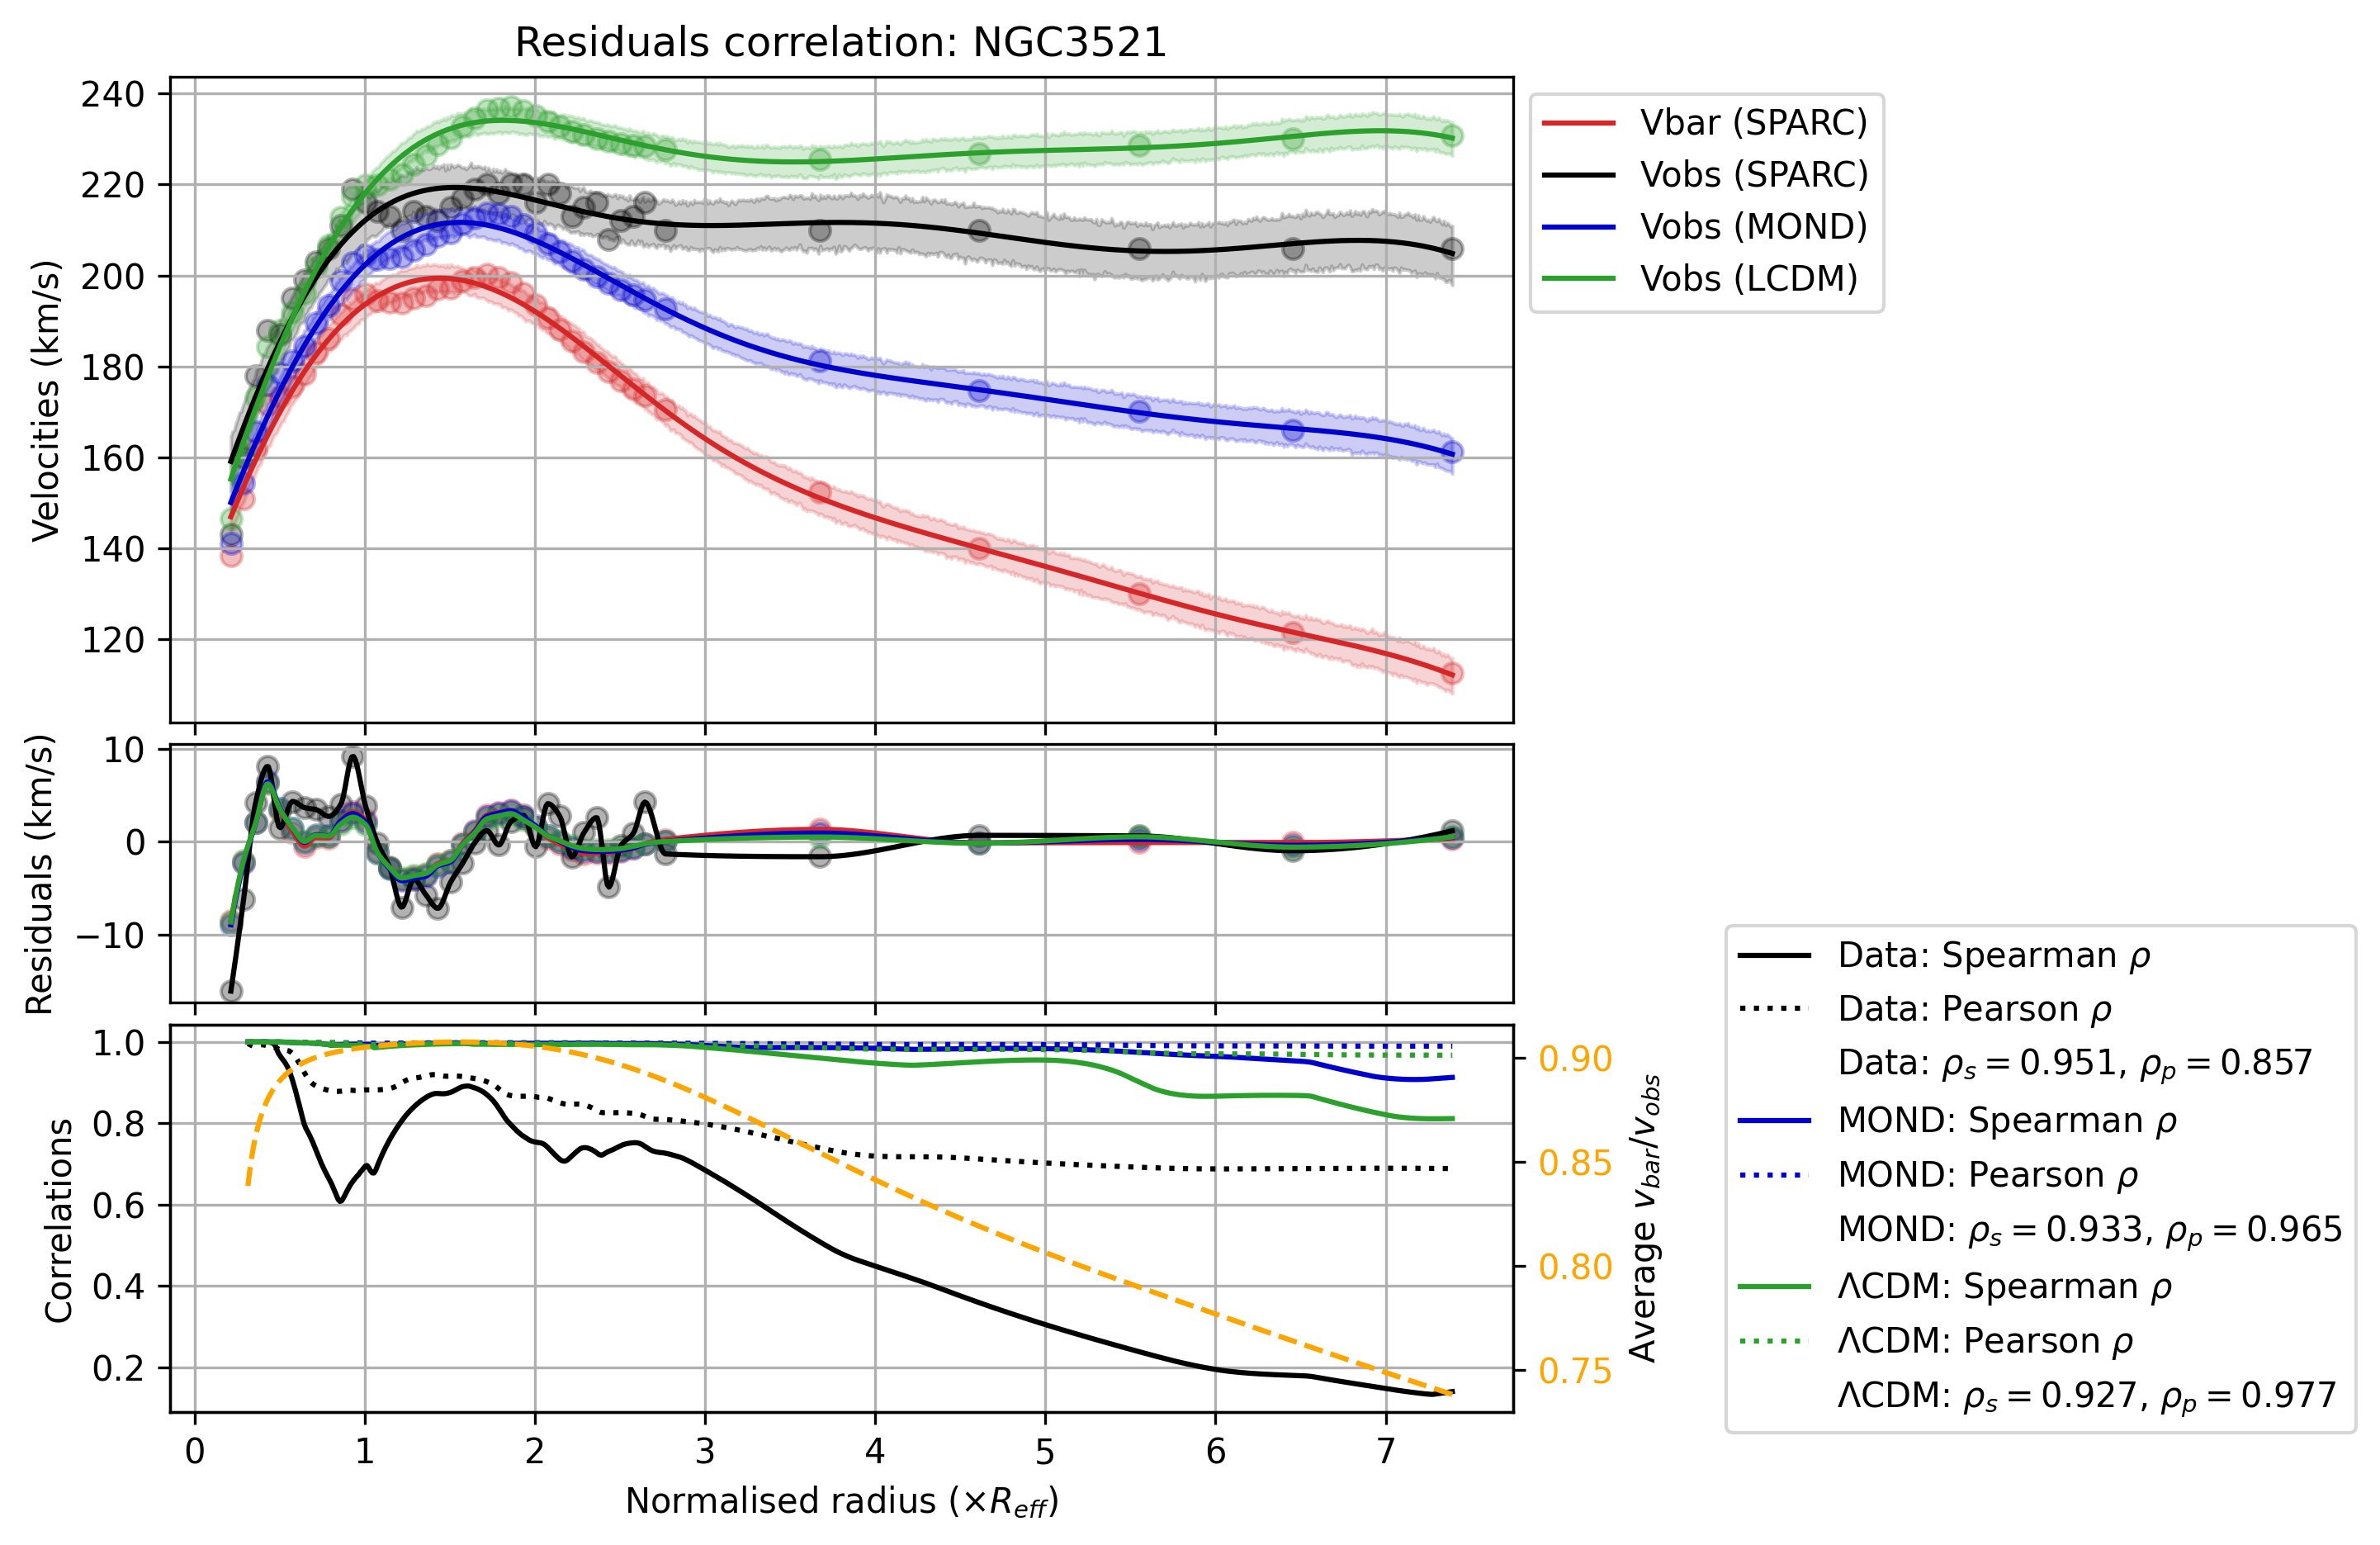 Residuals correlation: NGC3521
240
220
200
180
160
140
120
Velocities (km/s)
Vbar (SPARC)
Vobs (SPARC)
Vobs (MOND)
Vobs (LCDM)
10
0
−10
Residuals (km/s)
1.0
0.8
0.6
0.4
0.2
Correlations
0.90
0.85
0.80
0.75
Average v_bar/v_obs
0 1 2 3 4 5 6 7
Normalised radius (×R_eff)
Data: Spearman ρ
Data: Pearson ρ
Data: ρ_s = 0.951, ρ_p = 0.857
MOND: Spearman ρ
MOND: Pearson ρ
MOND: ρ_s = 0.933, ρ_p = 0.965
ΛCDM: Spearman ρ
ΛCDM: Pearson ρ
ΛCDM: ρ_s = 0.927, ρ_p = 0.977